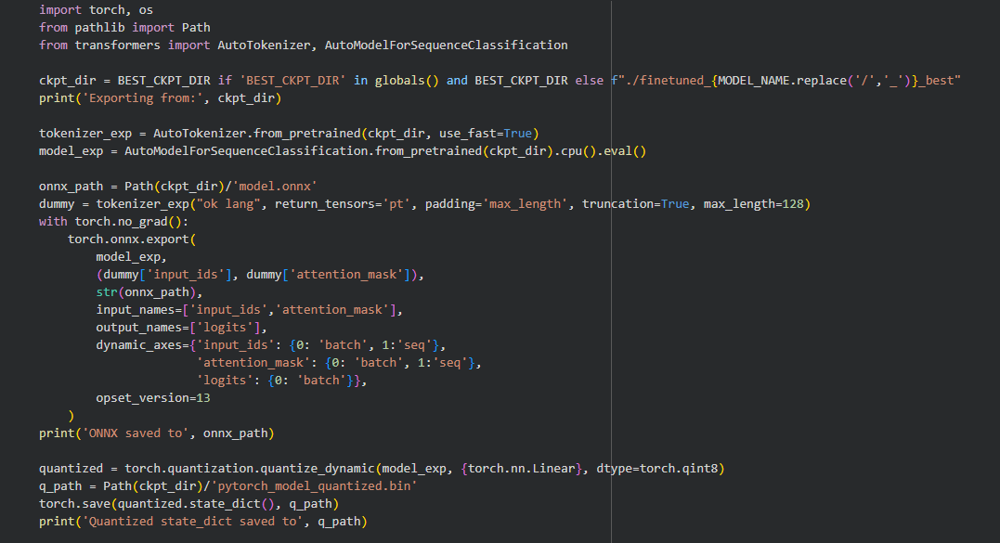 import torch, os
from pathlib import Path
from transformers import AutoTokenizer, AutoModelForSequenceClassification

ckpt_dir = BEST_CKPT_DIR if 'BEST_CKPT_DIR' in globals() and BEST_CKPT_DIR else f"./finetuned_{MODEL_NAME.replace('/','_')}_best"
print('Exporting from:', ckpt_dir)

tokenizer_exp = AutoTokenizer.from_pretrained(ckpt_dir, use_fast=True)
model_exp = AutoModelForSequenceClassification.from_pretrained(ckpt_dir).cpu().eval()

onnx_path = Path(ckpt_dir)/'model.onnx'
dummy = tokenizer_exp("ok lang", return_tensors='pt', padding='max_length', truncation=True, max_length=128)
with torch.no_grad():
    torch.onnx.export(
        model_exp,
        (dummy['input_ids'], dummy['attention_mask']),
        str(onnx_path),
        input_names=['input_ids','attention_mask'],
        output_names=['logits'],
        dynamic_axes={'input_ids': {0: 'batch', 1:'seq'},
                      'attention_mask': {0: 'batch', 1:'seq'},
                      'logits': {0: 'batch'}},
        opset_version=13
    )
print('ONNX saved to', onnx_path)

quantized = torch.quantization.quantize_dynamic(model_exp, {torch.nn.Linear}, dtype=torch.qint8)
q_path = Path(ckpt_dir)/'pytorch_model_quantized.bin'
torch.save(quantized.state_dict(), q_path)
print('Quantized state_dict saved to', q_path)